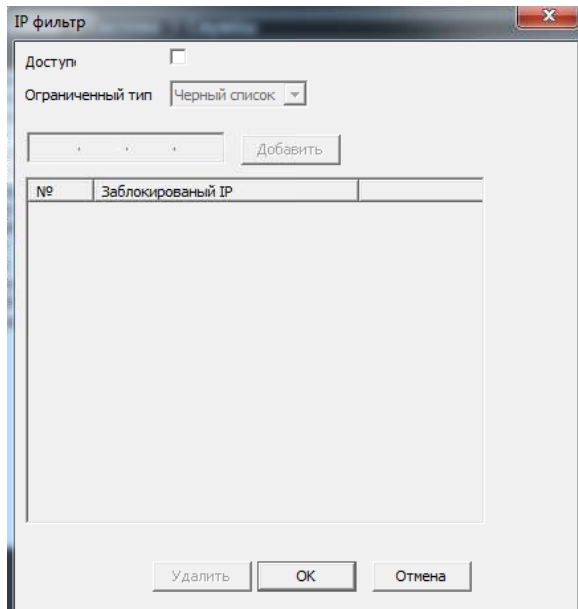 IP фильтр
Доступ
Ограниченный тип Черный список
Добавить
№ Заблокированый IP
Удалить OK Отмена